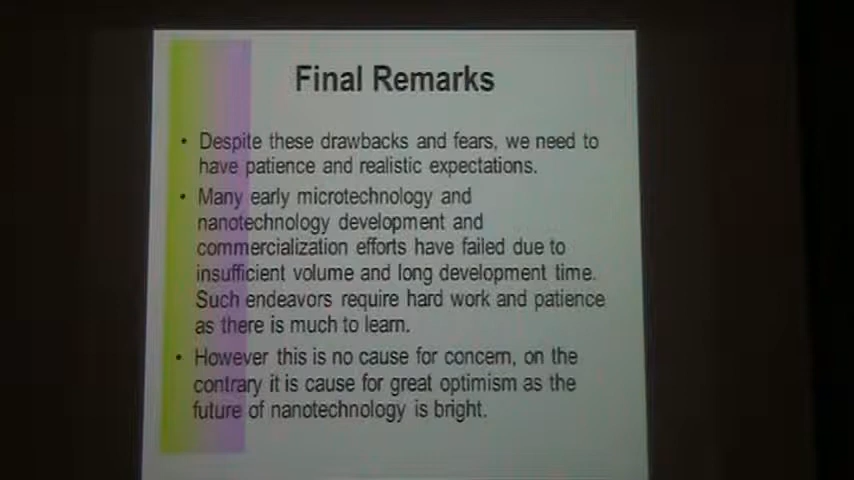 Final Remarks
• Despite these drawbacks and fears, we need to
have patience and realistic expectations.
• Many early microtechnology and
nanotechnology development and
commercialization efforts have failed due to
insufficient volume and long development time.
Such endeavors require hard work and patience
as there is much to learn.
• However this is no cause for concern, on the
contrary it is cause for great optimism as the
future of nanotechnology is bright.